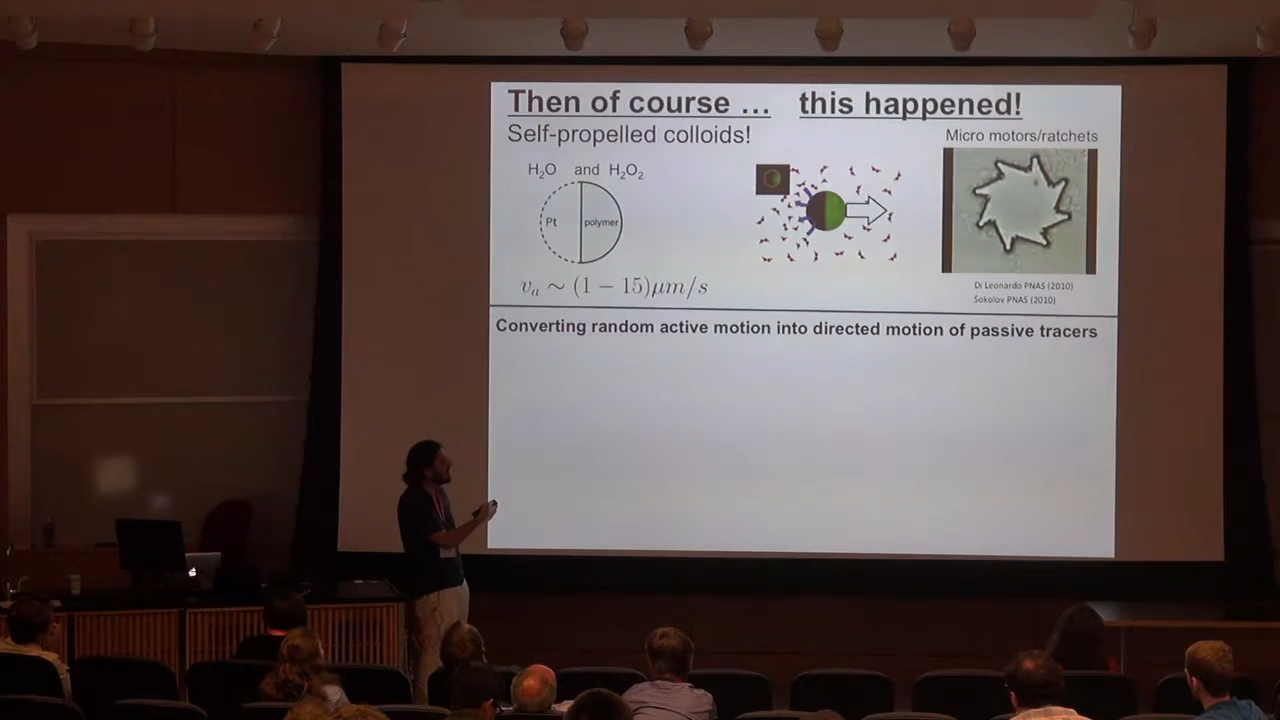 Then of course … this happened!
Self-propelled colloids!
Micro motors/ratchets
H₂O and H₂O₂
Pt
polymer
vₐ ∼ (1 − 15)μm/s
Di Leonardo PNAS (2010)
Sokolov PNAS (2010)
Converting random active motion into directed motion of passive tracers